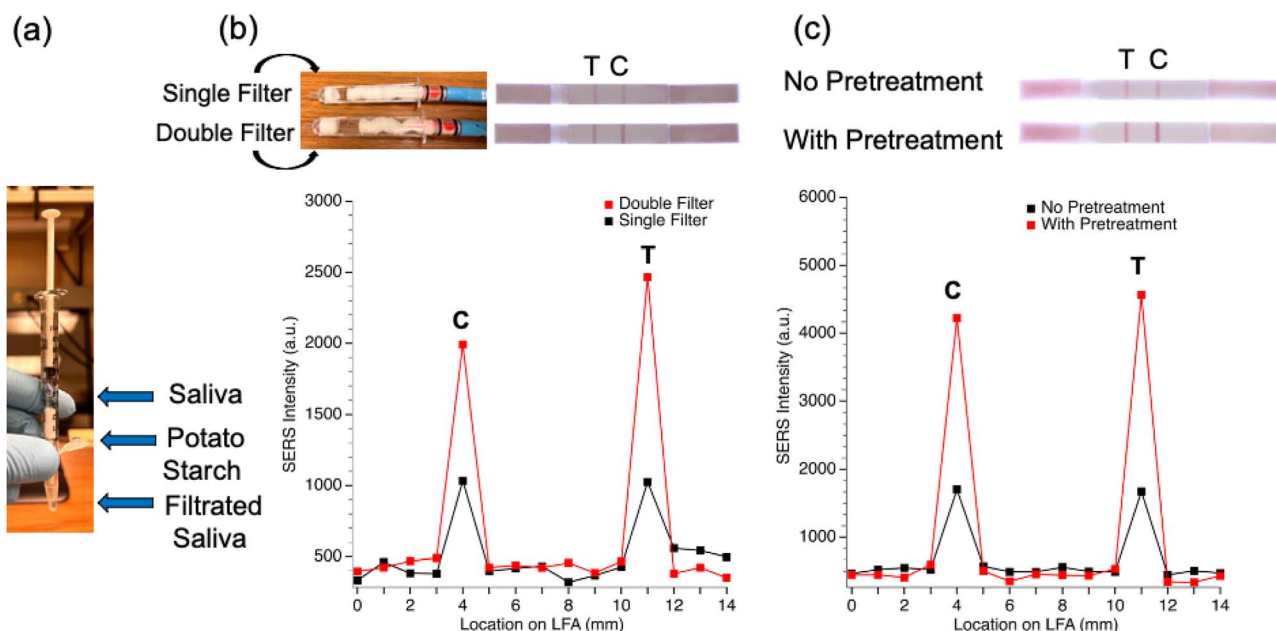 (a)
(b)
(c)
Single Filter
Double Filter
T C
No Pretreatment
With Pretreatment
T C
Saliva
Potato
Starch
Filtrated
Saliva
3000
2500
2000
1500
1000
500
SERS Intensity (a.u.)
Double Filter
Single Filter
C
T
0 2 4 6 8 10 12 14
Location on LFA (mm)
6000
5000
4000
3000
2000
1000
SERS Intensity (a.u.)
No Pretreatment
With Pretreatment
C
T
0 2 4 6 8 10 12 14
Location on LFA (mm)